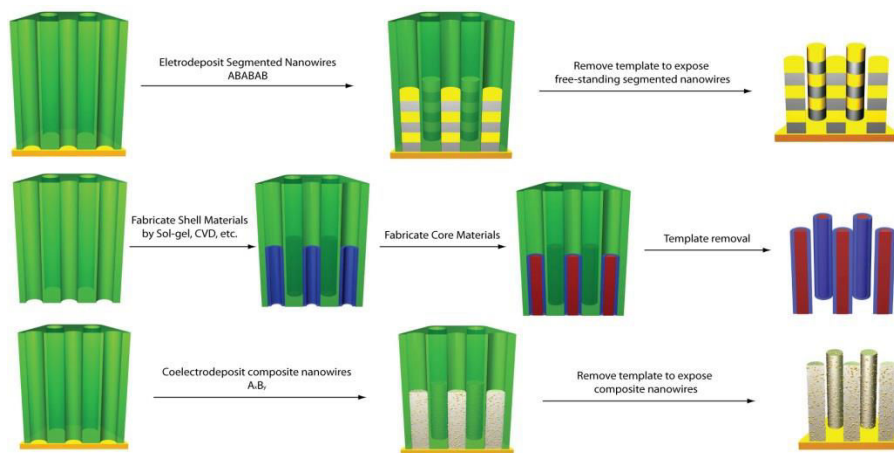 Eletrodeposit Segmented Nanowires
ABABAB
Remove template to expose
free-standing segmented nanowires
Fabricate Shell Materials
by Sol-gel, CVD, etc.
Fabricate Core Materials
Template removal
Coelectrodeposit composite nanowires
AₓBᵧ
Remove template to expose
composite nanowires